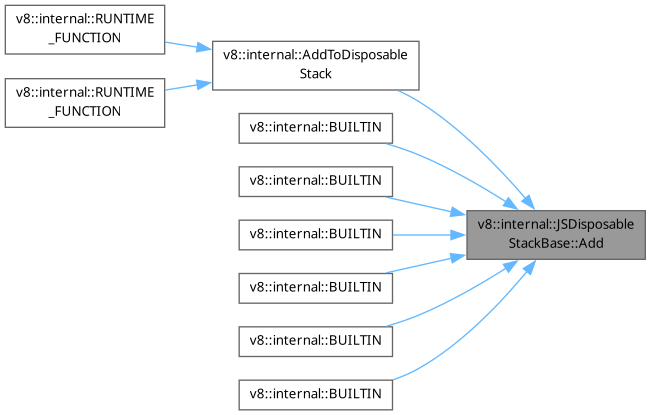 v8::internal::RUNTIME
_FUNCTION
v8::internal::RUNTIME
_FUNCTION
v8::internal::AddToDisposable
Stack
v8::internal::BUILTIN
v8::internal::BUILTIN
v8::internal::BUILTIN
v8::internal::BUILTIN
v8::internal::BUILTIN
v8::internal::BUILTIN
v8::internal::JSDisposable
StackBase::Add